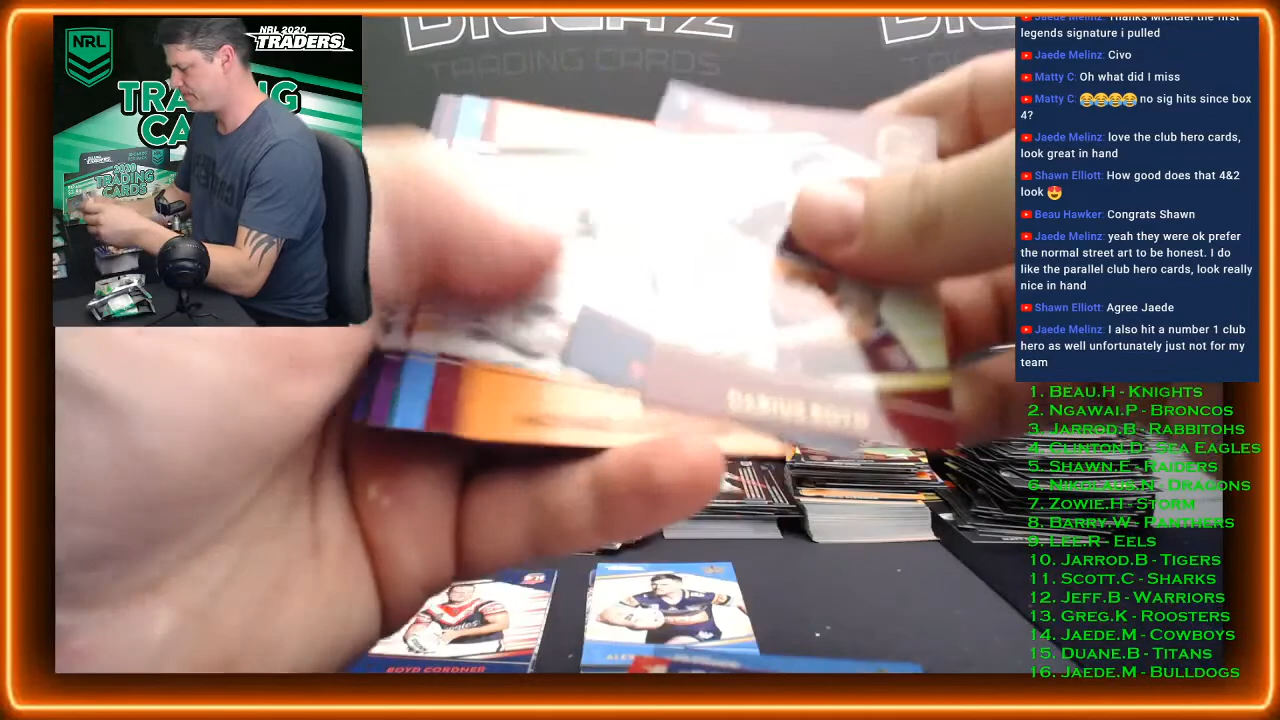 NRL
NRL 2020
TRADERS
TRADING
CARDS
2020
TRADING
CARDS
DIGGAZ
TRADING CARDS
DARIUS BOYD
BOYD CORDNER
ALEX
Jaede Melinz: Thanks Michael the first
legends signature i pulled
Jaede Melinz: Civo
Matty C: Oh what did I miss
Matty C: 😂😂😂😂 no sig hits since box
4?
Jaede Melinz: love the club hero cards,
look great in hand
Shawn Elliott: How good does that 4&2
look 😍
Beau Hawker: Congrats Shawn
Jaede Melinz: yeah they were ok prefer
the normal street art to be honest. I do
like the parallel club hero cards, look really
nice in hand
Shawn Elliott: Agree Jaede
Jaede Melinz: I also hit a number 1 club
hero as well unfortunately just not for my
team
1. Beau.H - Knights
2. Ngawai.P - Broncos
3. Jarrod.B - Rabbitohs
4. Clinton.D - Sea Eagles
5. Shawn.E - Raiders
6. Nikolaus.N - Dragons
7. Zowie.H - Storm
8. Barry.W - Panthers
9. Lee.R - Eels
10. Jarrod.B - Tigers
11. Scott.C - Sharks
12. Jeff.B - Warriors
13. Greg.K - Roosters
14. Jaede.M - Cowboys
15. Duane.B - Titans
16. Jaede.M - Bulldogs